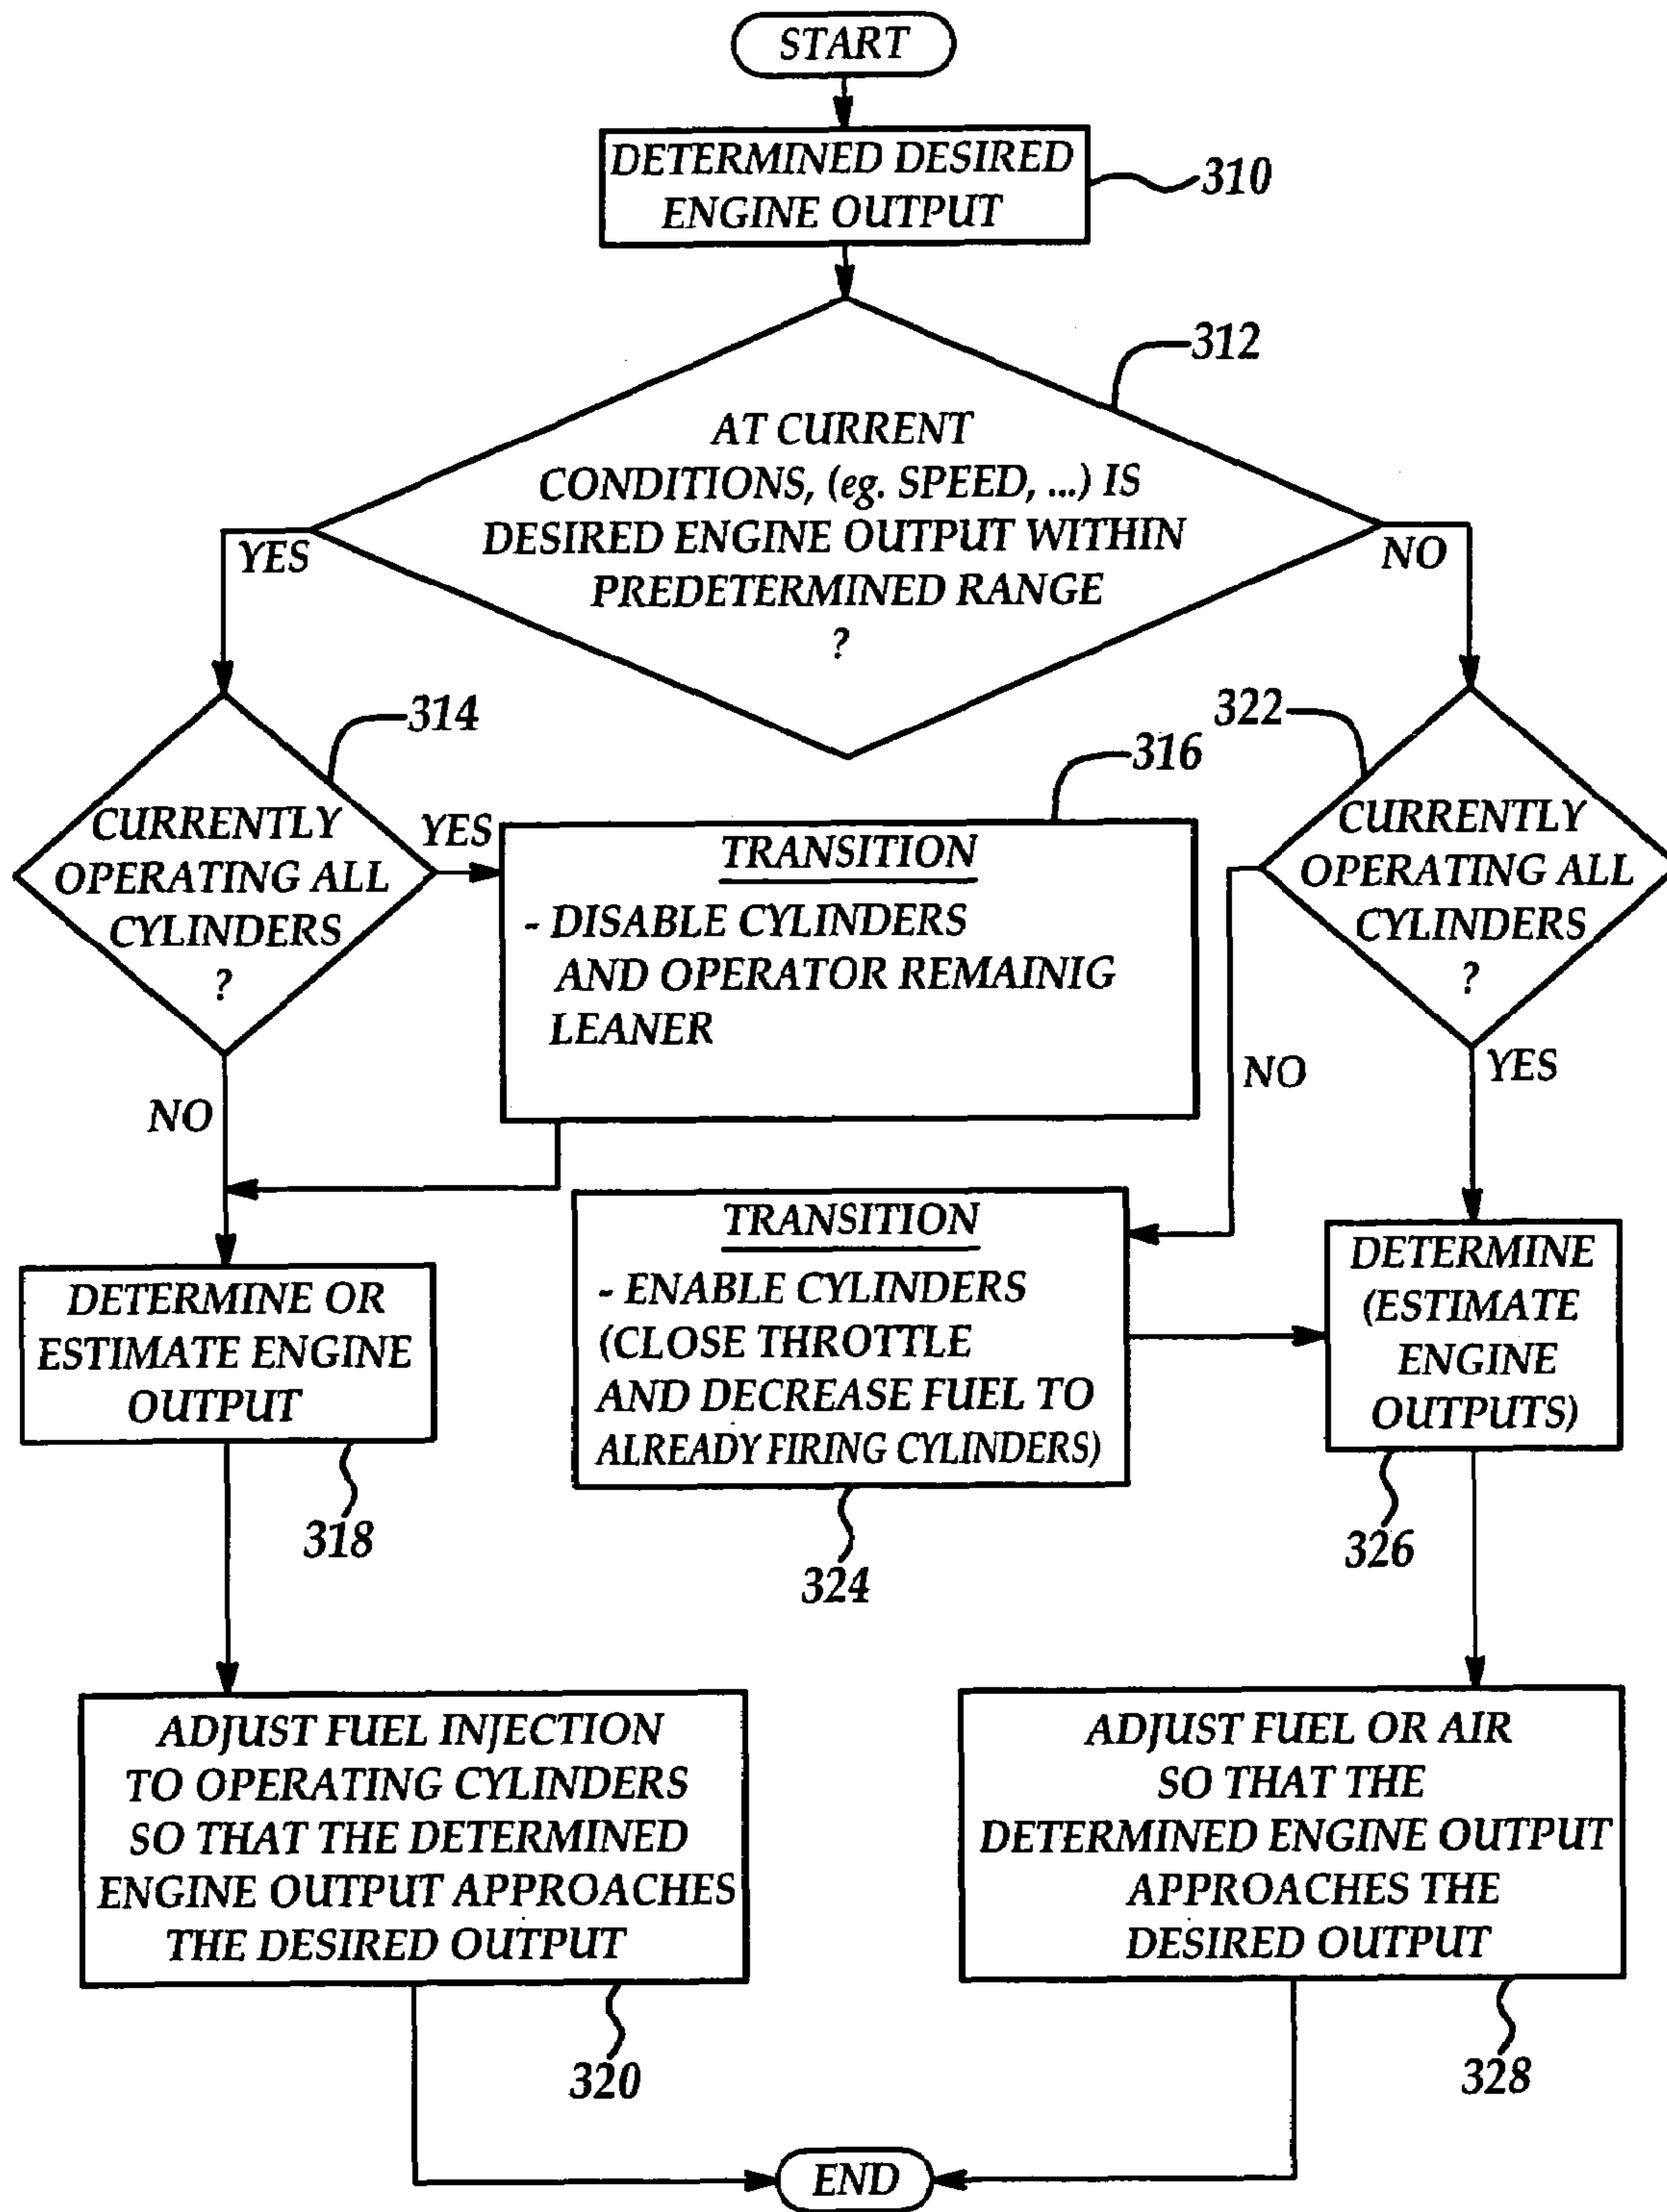 START
DETERMINED DESIRED
ENGINE OUTPUT
310
312
AT CURRENT
CONDITIONS, (eg. SPEED, ...) IS
DESIRED ENGINE OUTPUT WITHIN
PREDETERMINED RANGE
?
YES
NO
314
CURRENTLY
OPERATING ALL
CYLINDERS
?
YES
NO
316
TRANSITION
- DISABLE CYLINDERS
AND OPERATOR REMAINIG
LEANER
322
CURRENTLY
OPERATING ALL
CYLINDERS
?
NO
YES
TRANSITION
- ENABLE CYLINDERS
(CLOSE THROTTLE
AND DECREASE FUEL TO
ALREADY FIRING CYLINDERS)
324
DETERMINE OR
ESTIMATE ENGINE
OUTPUT
318
DETERMINE
(ESTIMATE
ENGINE
OUTPUTS)
326
ADJUST FUEL INJECTION
TO OPERATING CYLINDERS
SO THAT THE DETERMINED
ENGINE OUTPUT APPROACHES
THE DESIRED OUTPUT
320
ADJUST FUEL OR AIR
SO THAT THE
DETERMINED ENGINE OUTPUT
APPROACHES THE
DESIRED OUTPUT
328
END